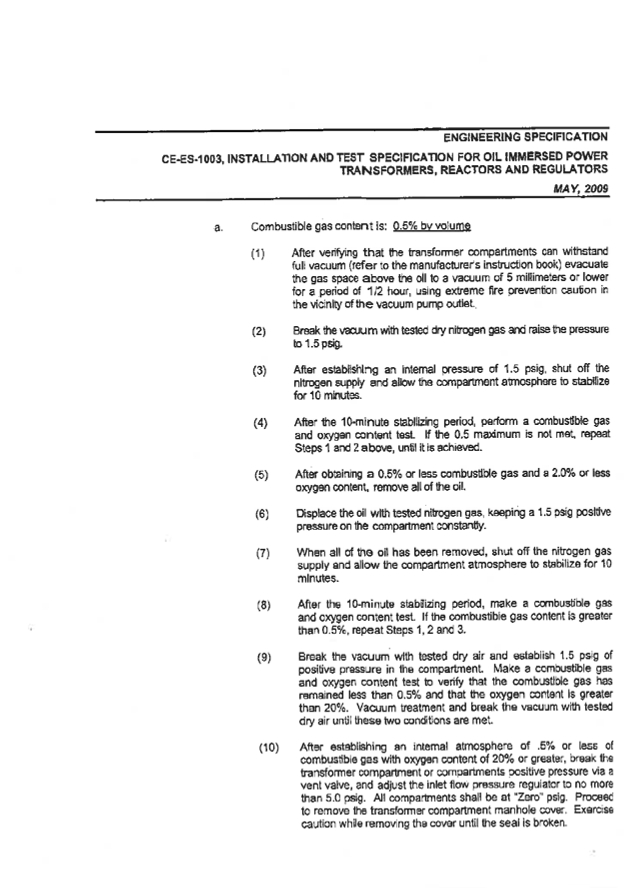 ENGINEERING SPECIFICATION
CE-ES-1003, INSTALLATION AND TEST SPECIFICATION FOR OIL IMMERSED POWER
TRANSFORMERS, REACTORS AND REGULATORS
MAY, 2009
a. Combustible gas content is: 0.5% by volume
(1) After verifying that the transformer compartments can withstand
full vacuum (refer to the manufacturer's instruction book) evacuate
the gas space above the oil to a vacuum of 5 millimeters or lower
for a period of 1/2 hour, using extreme fire prevention caution in
the vicinity of the vacuum pump outlet.
(2) Break the vacuum with tested dry nitrogen gas and raise the pressure
to 1.5 psig.
(3) After establishing an internal pressure of 1.5 psig, shut off the
nitrogen supply and allow the compartment atmosphere to stabilize
for 10 minutes.
(4) After the 10-minute stabilizing period, perform a combustible gas
and oxygen content test. If the 0.5 maximum is not met, repeat
Steps 1 and 2 above, until it is achieved.
(5) After obtaining a 0.5% or less combustible gas and a 2.0% or less
oxygen content, remove all of the oil.
(6) Displace the oil with tested nitrogen gas, keeping a 1.5 psig positive
pressure on the compartment constantly.
(7) When all of the oil has been removed, shut off the nitrogen gas
supply and allow the compartment atmosphere to stabilize for 10
minutes.
(8) After the 10-minute stabilizing period, make a combustible gas
and oxygen content test. If the combustible gas content is greater
than 0.5%, repeat Steps 1, 2 and 3.
(9) Break the vacuum with tested dry air and establish 1.5 psig of
positive pressure in the compartment. Make a combustible gas
and oxygen content test to verify that the combustible gas has
remained less than 0.5% and that the oxygen content is greater
than 20%. Vacuum treatment and break the vacuum with tested
dry air until these two conditions are met.
(10) After establishing an internal atmosphere of .5% or less of
combustible gas with oxygen content of 20% or greater, break the
transformer compartment or compartments positive pressure via a
vent valve, and adjust the inlet flow pressure regulator to no more
than 5.0 psig. All compartments shall be at "Zero" psig. Proceed
to remove the transformer compartment manhole cover. Exercise
caution while removing the cover until the seal is broken.